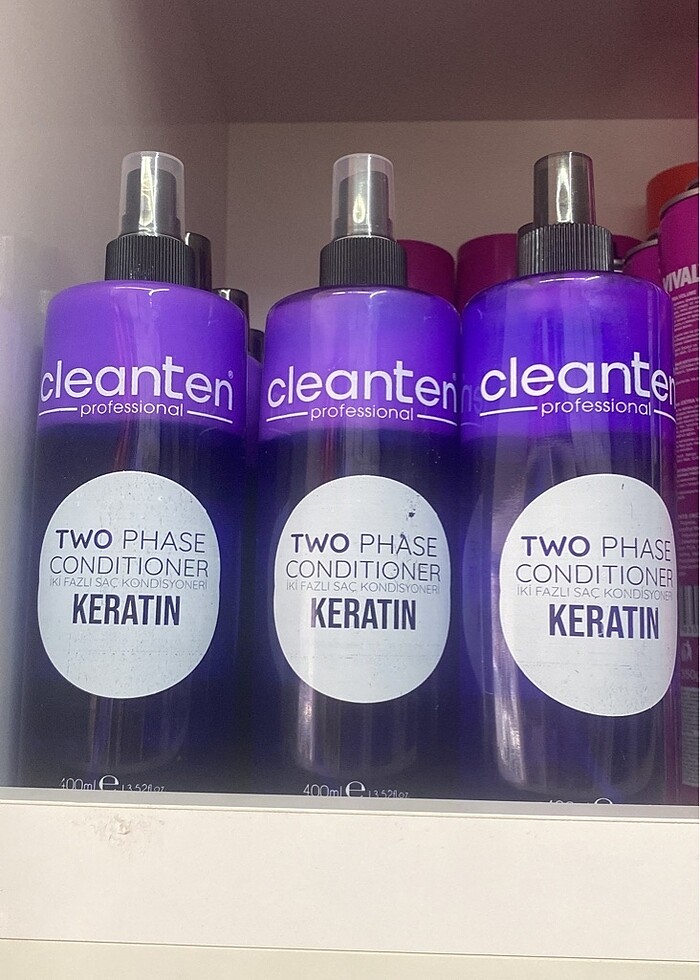 cleanten®
professional
TWO PHASE
CONDITIONER
İKİ FAZLI SAÇ KONDİSYONERİ
KERATIN
400ml e 13.52fl.oz
cleanten
professional
TWO PHASE
CONDITIONER
İKİ FAZLI SAÇ KONDİSYONERİ
KERATIN
400ml e 13.52fl.oz
cleanten
professional
TWO PHASE
CONDITIONER
İKİ FAZLI SAÇ KONDİSYONERİ
KERATIN
VIVAL